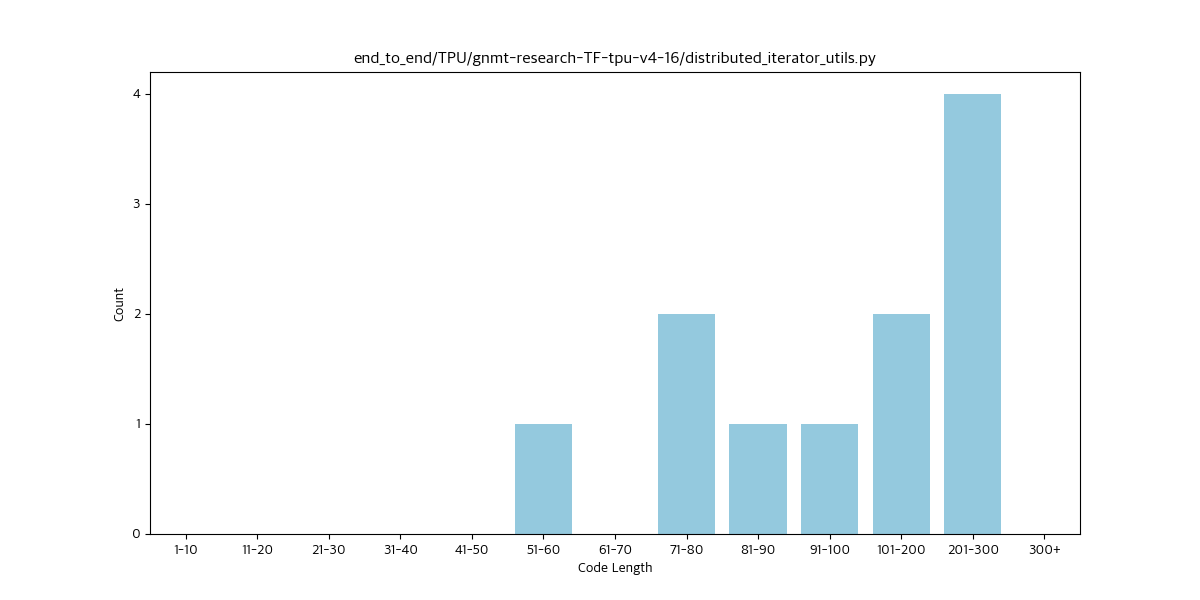 end_to_end/TPU/gnmt-research-TF-tpu-v4-16/distributed_iterator_utils.py
4
3
2
1
0
Count
1-10 11-20 21-30 31-40 41-50 51-60 61-70 71-80 81-90 91-100 101-200 201-300 300+
Code Length